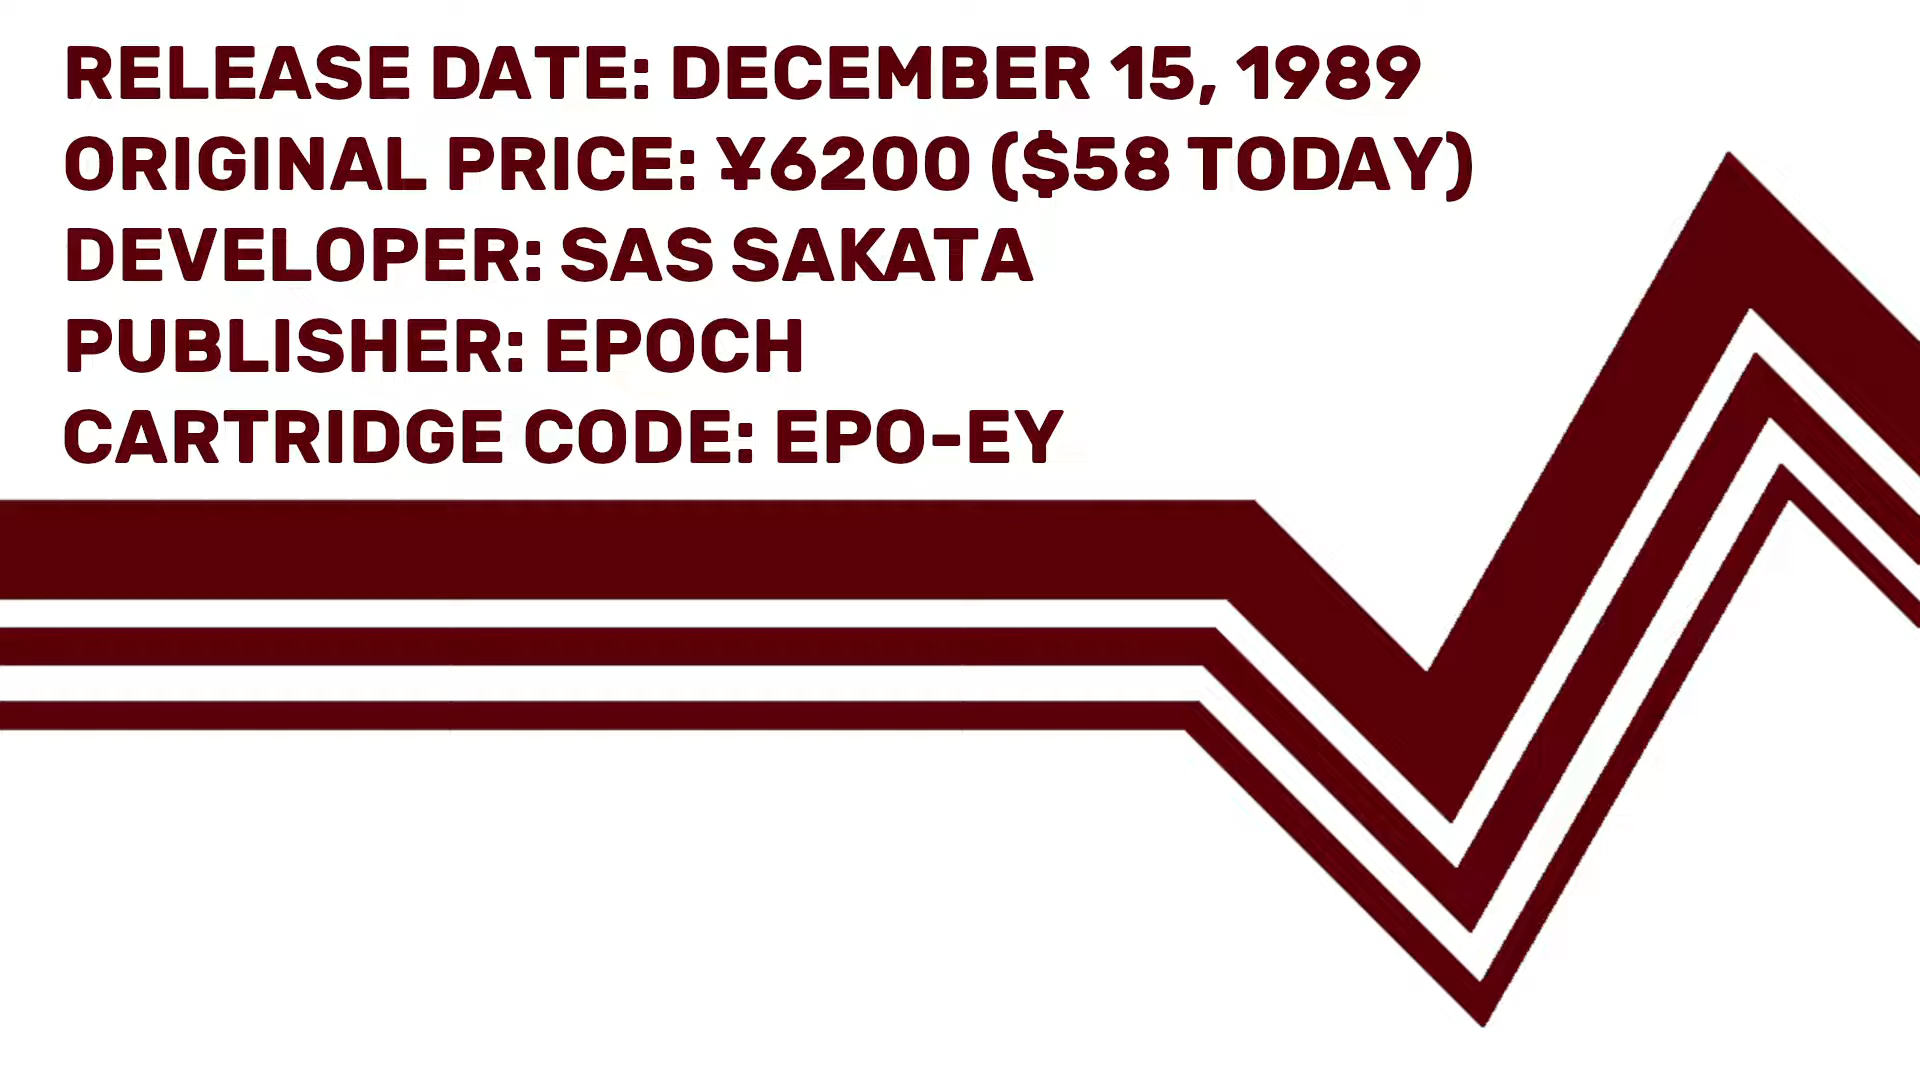 RELEASE DATE: DECEMBER 15, 1989
ORIGINAL PRICE: ¥6200 ($58 TODAY)
DEVELOPER: SAS SAKATA
PUBLISHER: EPOCH
CARTRIDGE CODE: EPO-EY